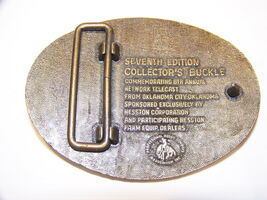 SEVENTH EDITION
COLLECTOR'S BUCKLE
COMMEMORATING 8TH ANNUAL
NETWORK TELECAST
FROM OKLAHOMA CITY, OKLAHOMA
SPONSORED EXCLUSIVELY BY
HESSTON CORPORATION
AND PARTICIPATING HESSTON
FARM EQUIP. DEALERS.